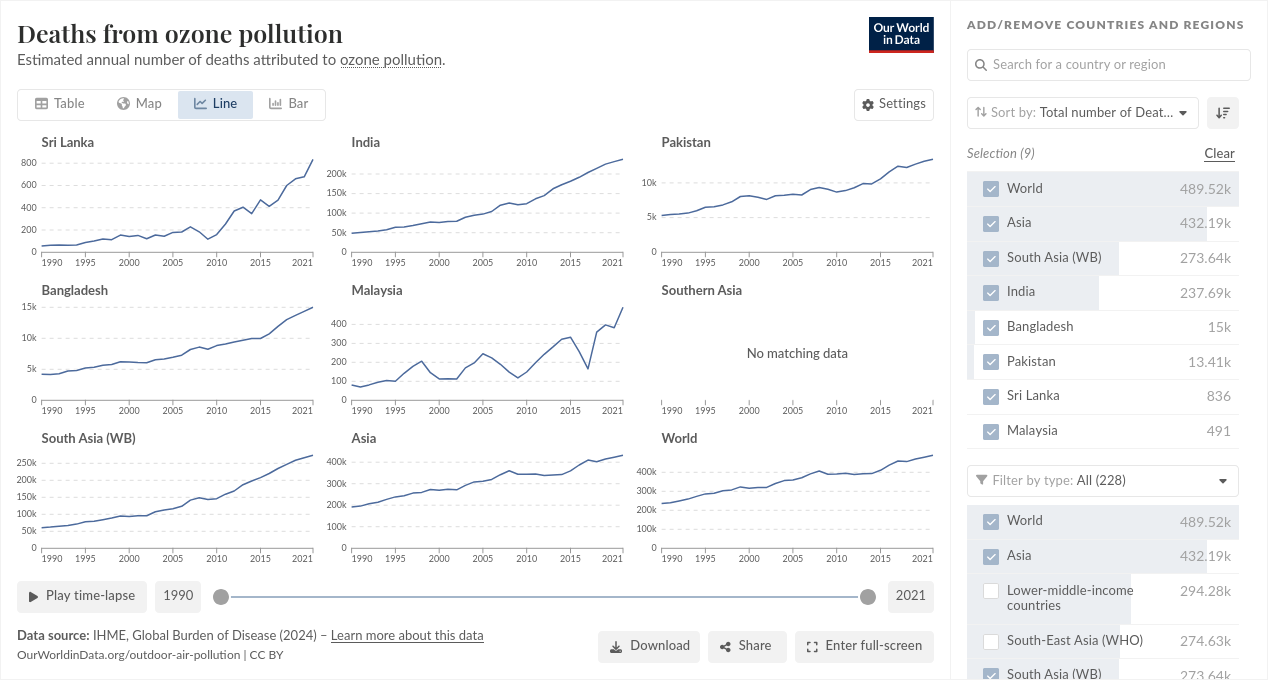 Deaths from ozone pollution
Estimated annual number of deaths attributed to ozone pollution.
Our World
in Data
Table
Map
Line
Bar
Settings
Sri Lanka
800
600
400
200
0
1990 1995 2000 2005 2010 2015 2021
India
200k
150k
100k
50k
0
1990 1995 2000 2005 2010 2015 2021
Pakistan
10k
5k
0
1990 1995 2000 2005 2010 2015 2021
Bangladesh
15k
10k
5k
0
1990 1995 2000 2005 2010 2015 2021
Malaysia
400
300
200
100
0
1990 1995 2000 2005 2010 2015 2021
Southern Asia
No matching data
1990 1995 2000 2005 2010 2015 2021
South Asia (WB)
250k
200k
150k
100k
50k
0
1990 1995 2000 2005 2010 2015 2021
Asia
400k
300k
200k
100k
0
1990 1995 2000 2005 2010 2015 2021
World
400k
300k
200k
100k
0
1990 1995 2000 2005 2010 2015 2021
Play time-lapse
1990
2021
Data source: IHME, Global Burden of Disease (2024) – Learn more about this data
OurWorldinData.org/outdoor-air-pollution | CC BY
Download
Share
Enter full-screen
ADD/REMOVE COUNTRIES AND REGIONS
Search for a country or region
Sort by: Total number of Deat...
Selection (9)
Clear
World 489.52k
Asia 432.19k
South Asia (WB) 273.64k
India 237.69k
Bangladesh 15k
Pakistan 13.41k
Sri Lanka 836
Malaysia 491
Filter by type: All (228)
World 489.52k
Asia 432.19k
Lower-middle-income 294.28k
countries
South-East Asia (WHO) 274.63k
South Asia (WB) 273.64k